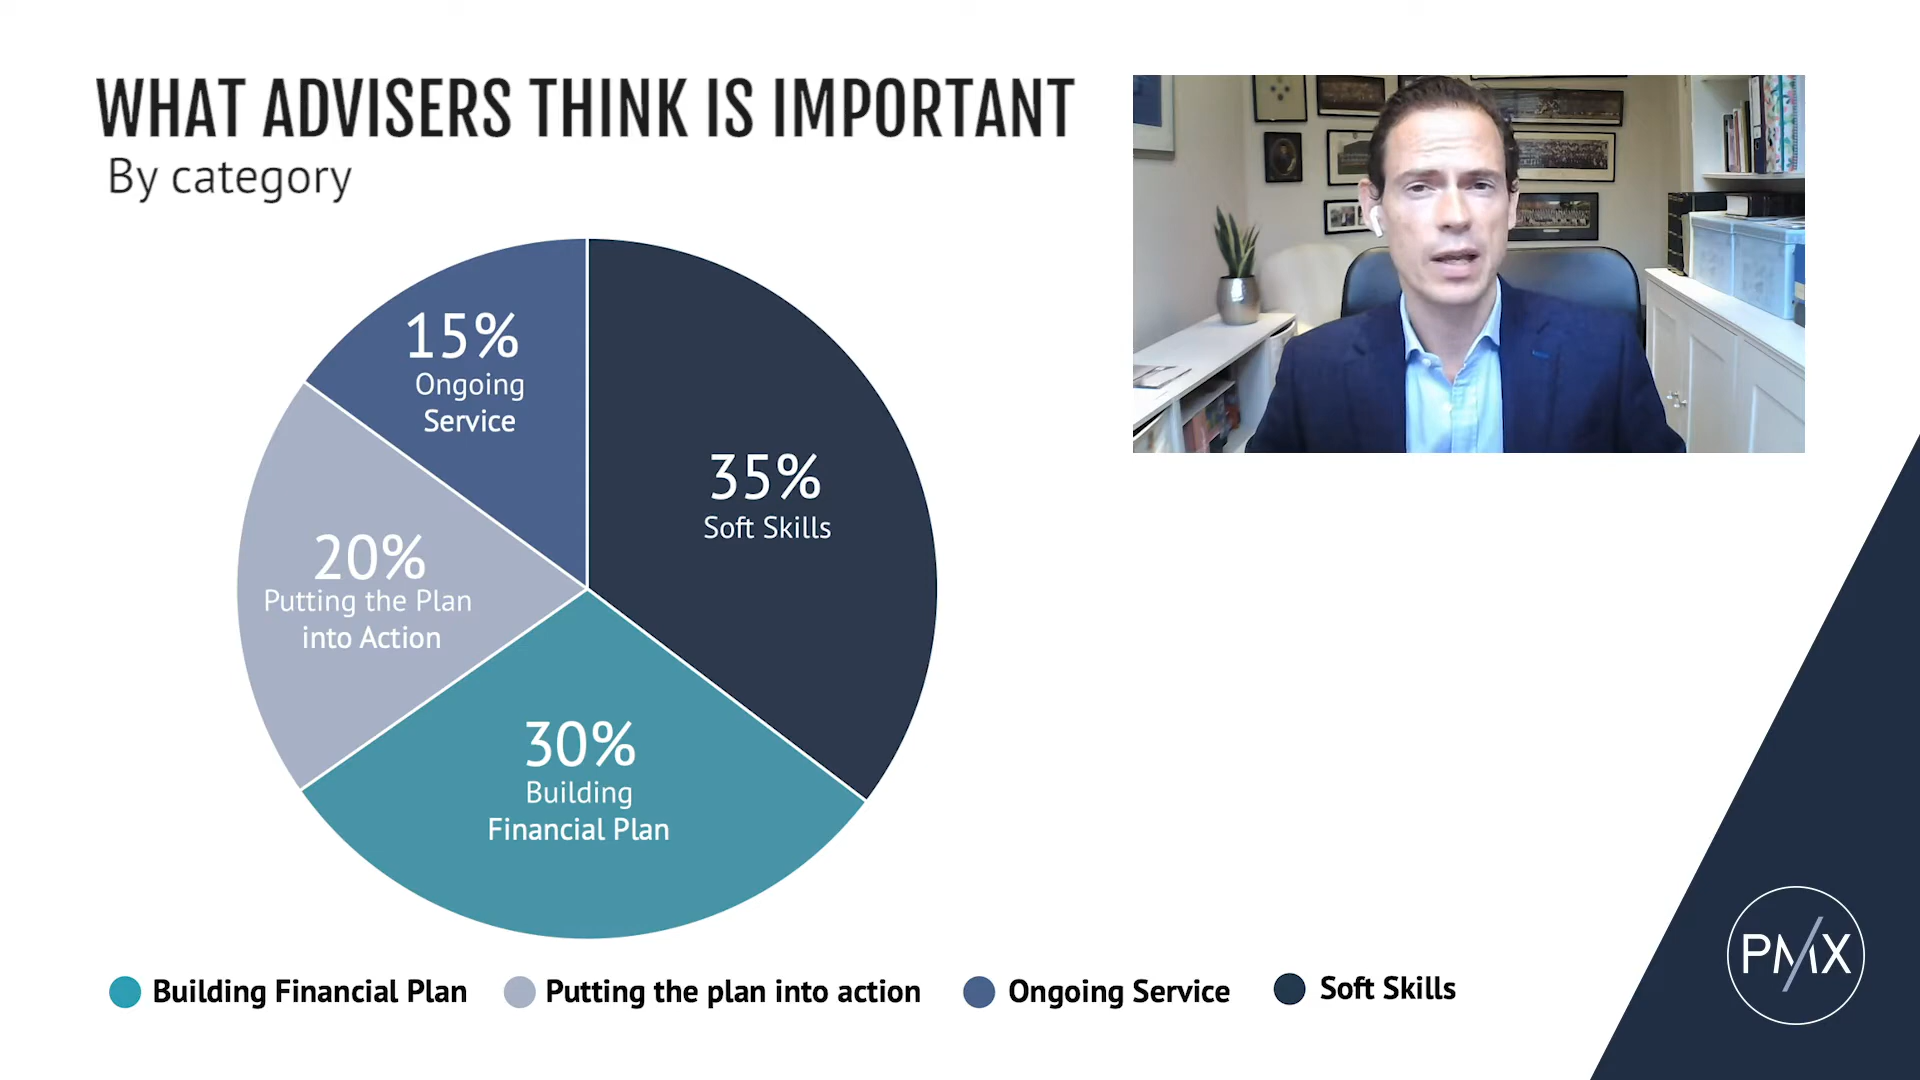 WHAT ADVISERS THINK IS IMPORTANT
By category
15%
Ongoing
Service
35%
Soft Skills
20%
Putting the Plan
into Action
30%
Building
Financial Plan
Building Financial Plan
Putting the plan into action
Ongoing Service
Soft Skills
PMX